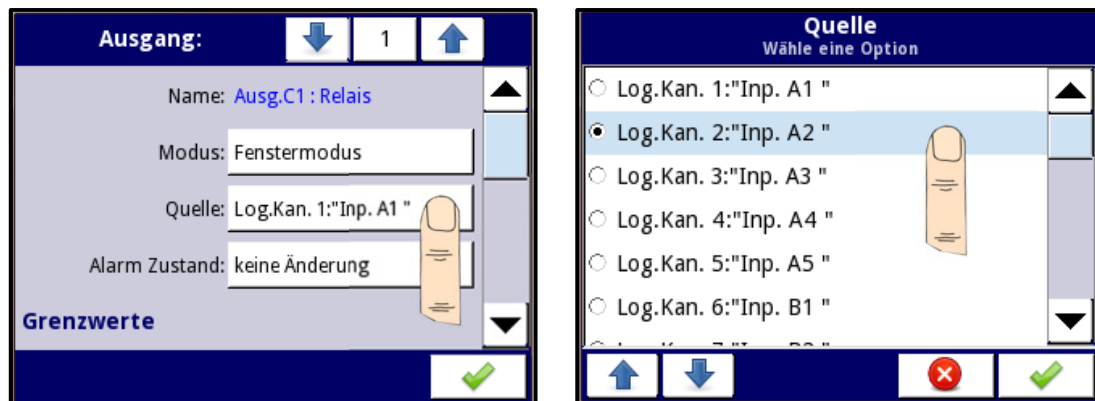 Ausgang:
1
Name: Ausg.C1 : Relais
Modus: Fenstermodus
Quelle: Log.Kan. 1:"Inp. A1 "
Alarm Zustand: keine Änderung
Grenzwerte
Quelle
Wähle eine Option
Log.Kan. 1:"Inp. A1 "
Log.Kan. 2:"Inp. A2 "
Log.Kan. 3:"Inp. A3 "
Log.Kan. 4:"Inp. A4 "
Log.Kan. 5:"Inp. A5 "
Log.Kan. 6:"Inp. B1 "